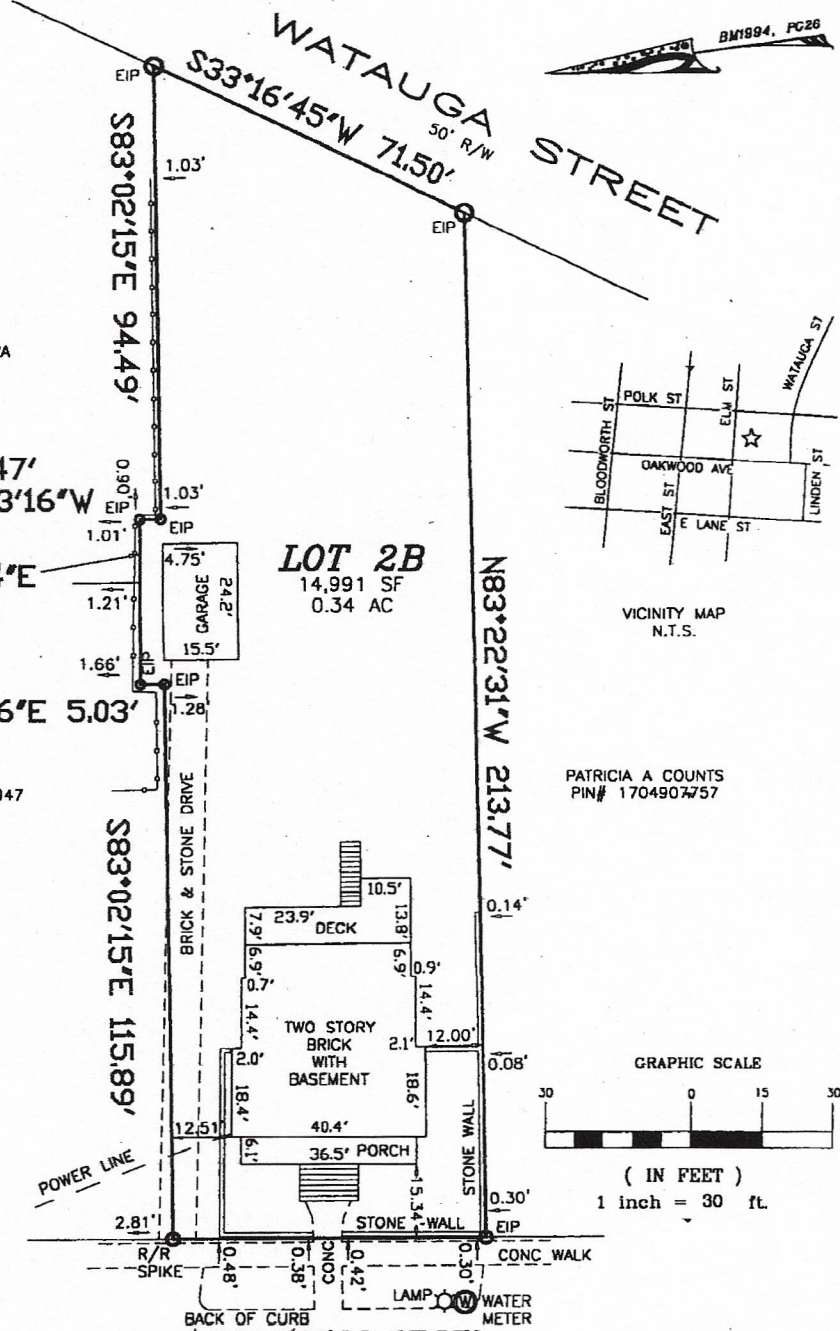 BM1994, PG26
WATAUGA STREET
50' R/W
S33°16'45"W 71.50'
EIP
EIP
1.03'
S83°02'15"E 94.49'
47'
3'16"W
0.90'
1.03'
EIP
EIP
1.01'
"E
4.75'
GARAGE
24.2'
15.5'
1.21'
1.66'
EIP
EIP
6"E 5.03'
1.28'
LOT 2B
14,991 SF
0.34 AC
N83°22'31"W 213.77'
POLK ST
ELM ST
WATAUGA ST
BLOODWORTH ST
OAKWOOD AVE
EAST ST
E LANE ST
LINDEN ST
VICINITY MAP
N.T.S.
PATRICIA A COUNTS
PIN# 1704907757
BRICK & STONE DRIVE
S83°02'15"E 115.89'
10.5'
23.9'
DECK
13.8'
7.9'
6.9'
6.9'
0.9'
0.7'
14.4'
14.4'
0.14'
TWO STORY
BRICK
WITH
BASEMENT
2.0'
2.1'
12.00'
0.08'
18.4'
18.6'
12.51'
40.4'
6.1'
36.5' PORCH
STONE WALL
15.34'
0.30'
POWER LINE
2.81'
STONE WALL
EIP
R/R
SPIKE
0.48'
0.38'
CONC
0.42'
0.30'
CONC WALK
LAMP
W
WATER
METER
BACK OF CURB
GRAPHIC SCALE
30 0 15 30
( IN FEET )
1 inch = 30 ft.